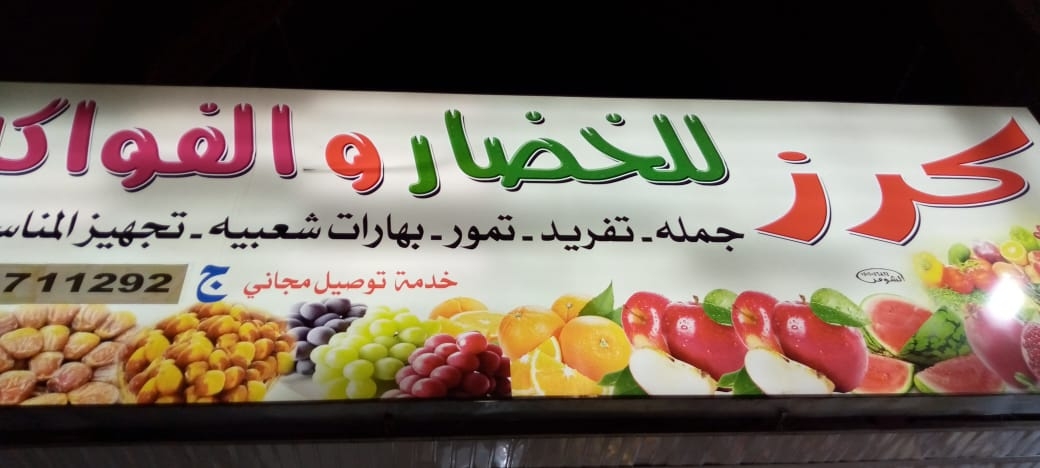 كرز للخضار و الفواك
جمله - تفريد - تمور - بهارات شعبيه - تجهيز المناس
خدمة توصيل مجاني ج 711292